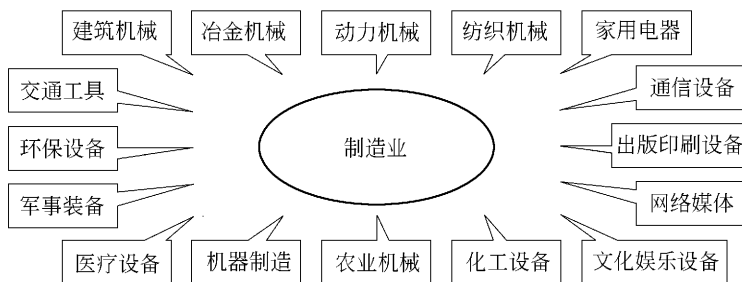 建筑机械
冶金机械
动力机械
纺织机械
家用电器
交通工具
通信设备
环保设备
制造业
出版印刷设备
军事装备
网络媒体
医疗设备
机器制造
农业机械
化工设备
文化娱乐设备